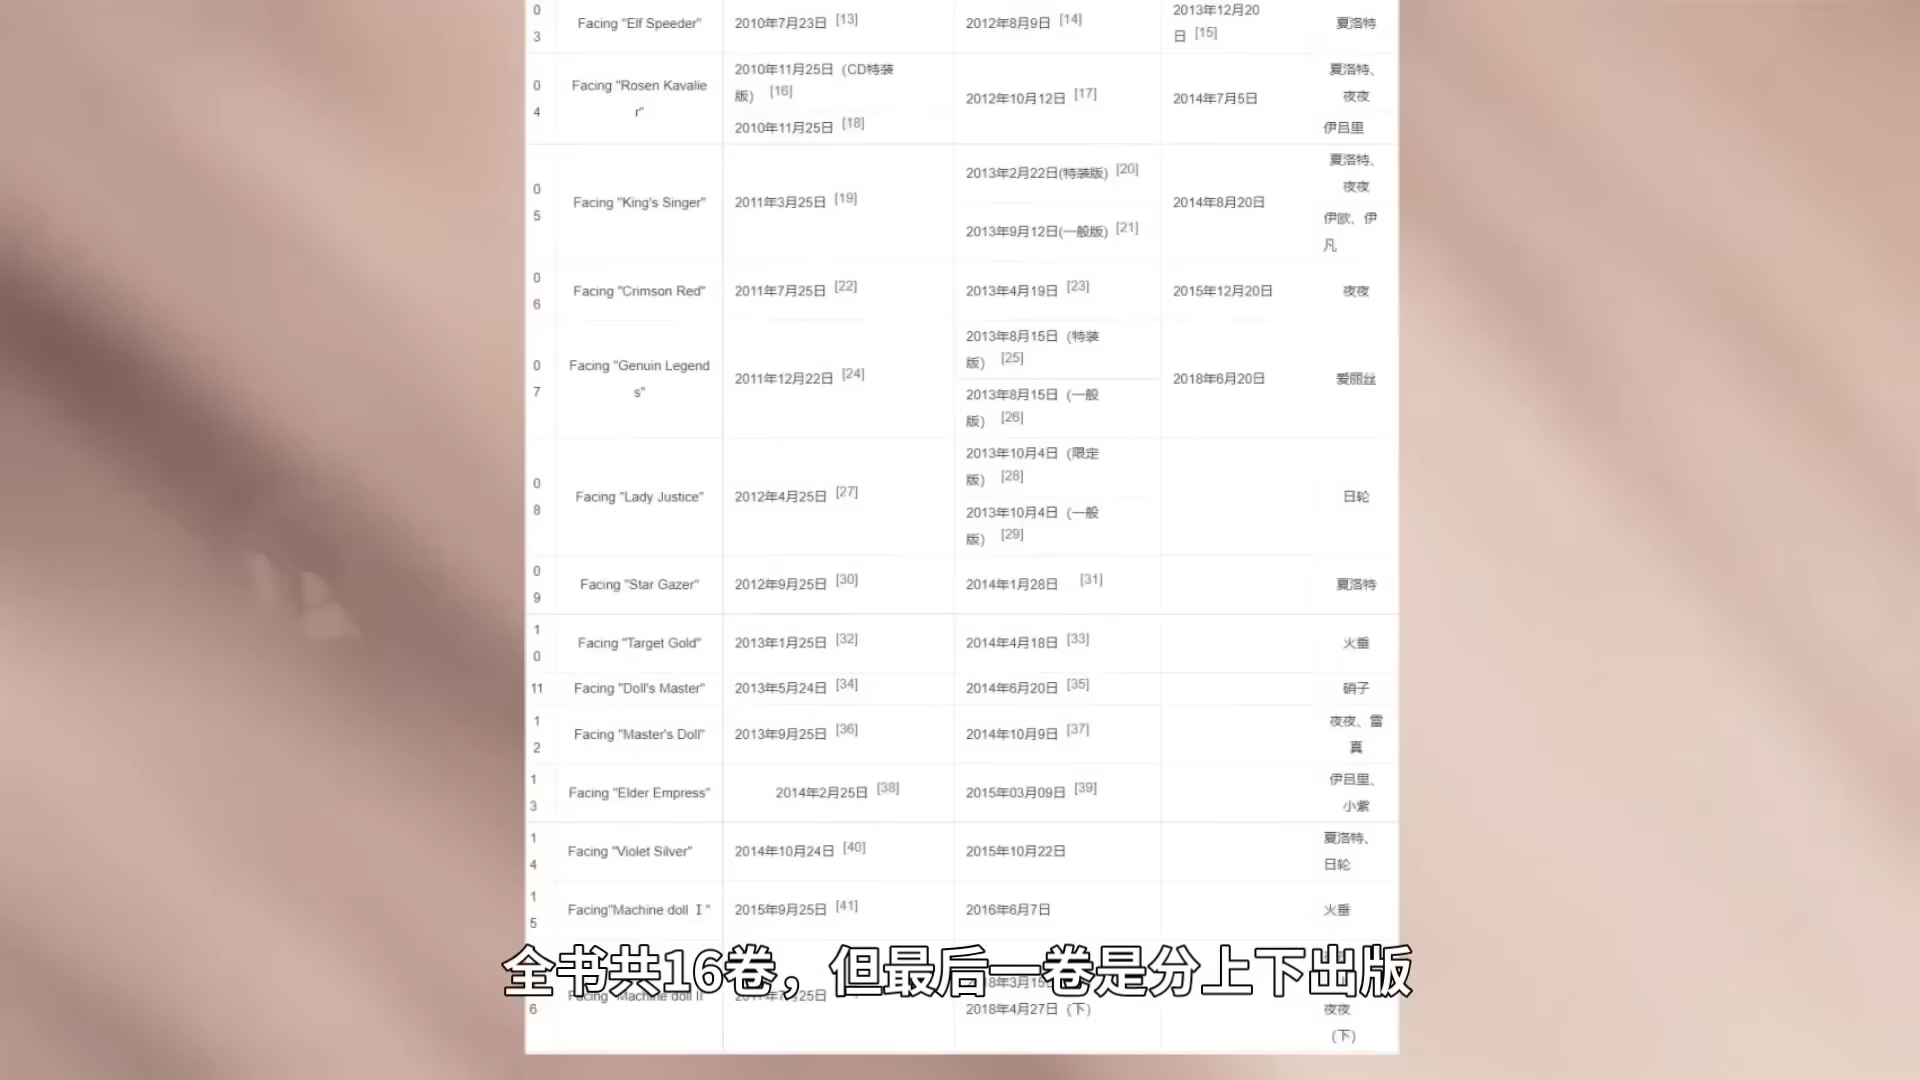 03 Facing "Elf Speeder" 2010年7月23日 [13] 2012年8月9日 [14] 2013年12月20日 [15] 夏洛特
04 Facing "Rosen Kavalier" 2010年11月25日（CD特装版） [16] 2012年10月12日 [17] 2014年7月5日 夏洛特、夜夜
2010年11月25日 [18] 伊吕里
05 Facing "King's Singer" 2011年3月25日 [19] 2013年2月22日(特装版) [20] 2014年8月20日 夏洛特、夜夜
2013年9月12日(一般版) [21] 伊欧、伊凡
06 Facing "Crimson Red" 2011年7月25日 [22] 2013年4月19日 [23] 2015年12月20日 夜夜
07 Facing "Genuin Legends" 2011年12月22日 [24] 2013年8月15日（特装版） [25] 2018年6月20日 爱丽丝
2013年8月15日（一般版） [26]
08 Facing "Lady Justice" 2012年4月25日 [27] 2013年10月4日（限定版） [28] 日轮
2013年10月4日（一般版） [29]
09 Facing "Star Gazer" 2012年9月25日 [30] 2014年1月28日 [31] 夏洛特
10 Facing "Target Gold" 2013年1月25日 [32] 2014年4月18日 [33] 火垂
11 Facing "Doll's Master" 2013年5月24日 [34] 2014年6月20日 [35] 硝子
12 Facing "Master's Doll" 2013年9月25日 [36] 2014年10月9日 [37] 夜夜、雷真
13 Facing "Elder Empress" 2014年2月25日 [38] 2015年03月09日 [39] 伊吕里、小紫
14 Facing "Violet Silver" 2014年10月24日 [40] 2015年10月22日 夏洛特、日轮
15 Facing"Machine doll Ⅰ" 2015年9月25日 [41] 2016年6月7日 火垂
全书共16卷，但最后一卷是分上下出版
6 Facing "Machine doll II" 2018年4月27日（下） 夜夜（下）